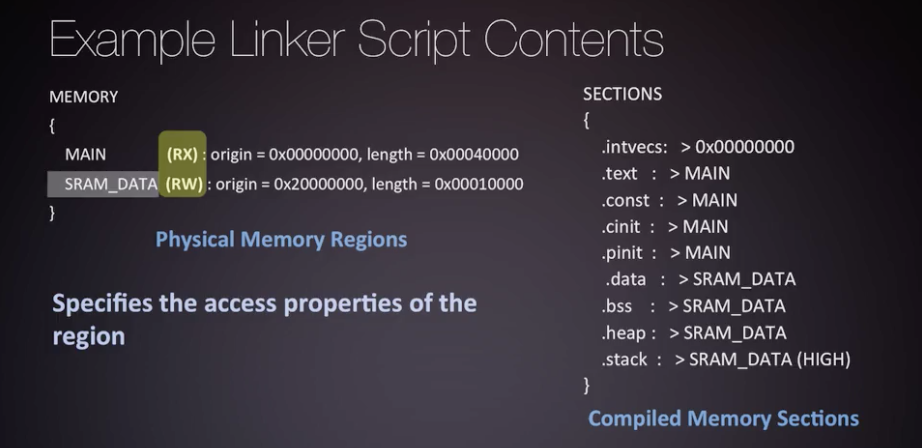 Example Linker Script Contents
MEMORY
{
MAIN (RX) : origin = 0x00000000, length = 0x00040000
SRAM_DATA (RW) : origin = 0x20000000, length = 0x00010000
}
Physical Memory Regions
Specifies the access properties of the
region
SECTIONS
{
.intvecs: > 0x00000000
.text : > MAIN
.const : > MAIN
.cinit : > MAIN
.pinit : > MAIN
.data : > SRAM_DATA
.bss : > SRAM_DATA
.heap : > SRAM_DATA
.stack : > SRAM_DATA (HIGH)
}
Compiled Memory Sections